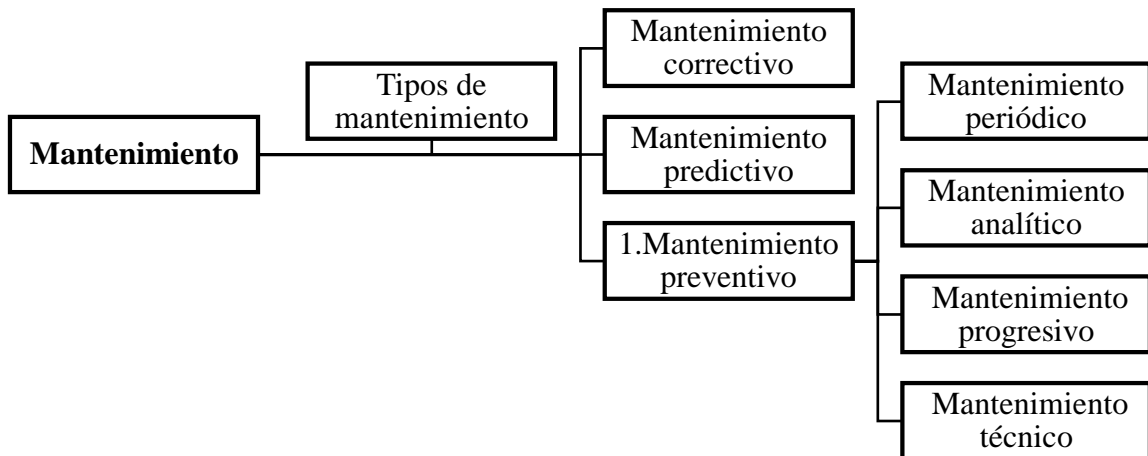 Mantenimiento
Tipos de
mantenimiento
Mantenimiento
correctivo
Mantenimiento
predictivo
1.Mantenimiento
preventivo
Mantenimiento
periódico
Mantenimiento
analítico
Mantenimiento
progresivo
Mantenimiento
técnico